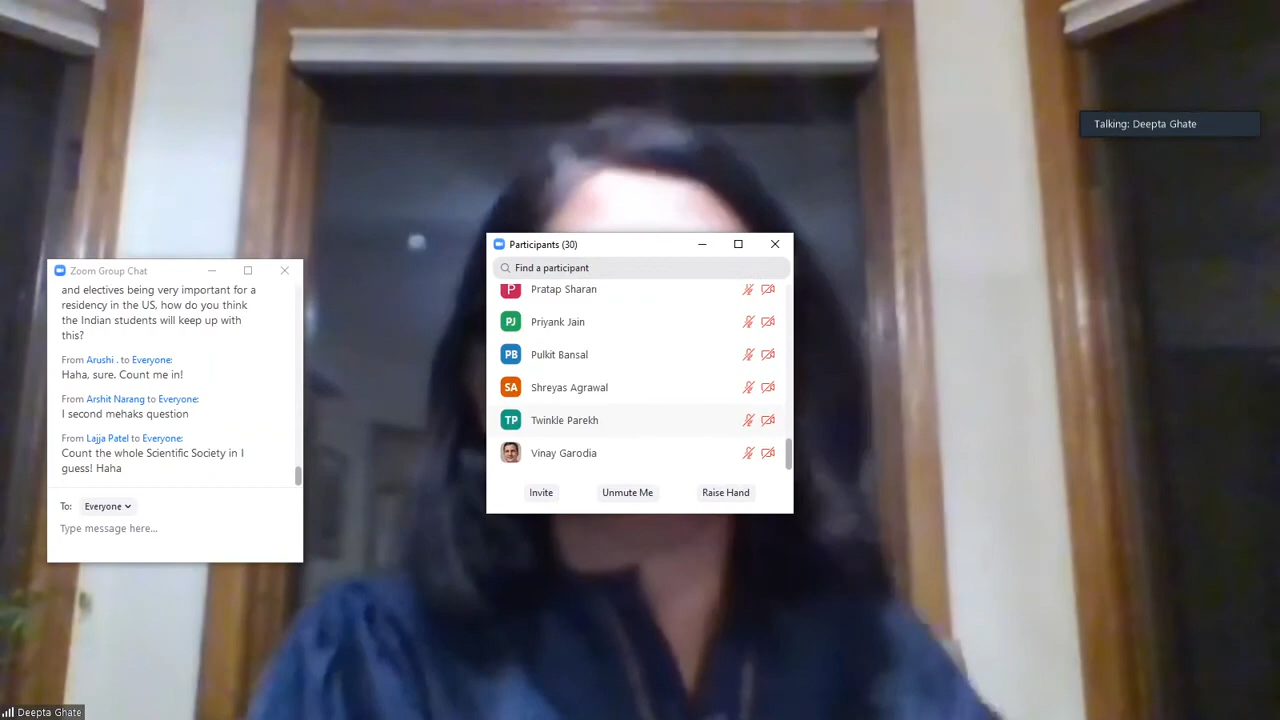 Talking: Deepta Ghate
Participants (30)
Find a participant
P Pratap Sharan
PJ Priyank Jain
PB Pulkit Bansal
SA Shreyas Agrawal
TP Twinkle Parekh
Vinay Garodia
Invite Unmute Me Raise Hand
Zoom Group Chat
and electives being very important for a
residency in the US, how do you think
the Indian students will keep up with
this?
From Arushi . to Everyone:
Haha, sure. Count me in!
From Arshit Narang to Everyone:
I second mehaks question
From Lajja Patel to Everyone:
Count the whole Scientific Society in I
guess! Haha
To: Everyone
Type message here...
Deepta Ghate